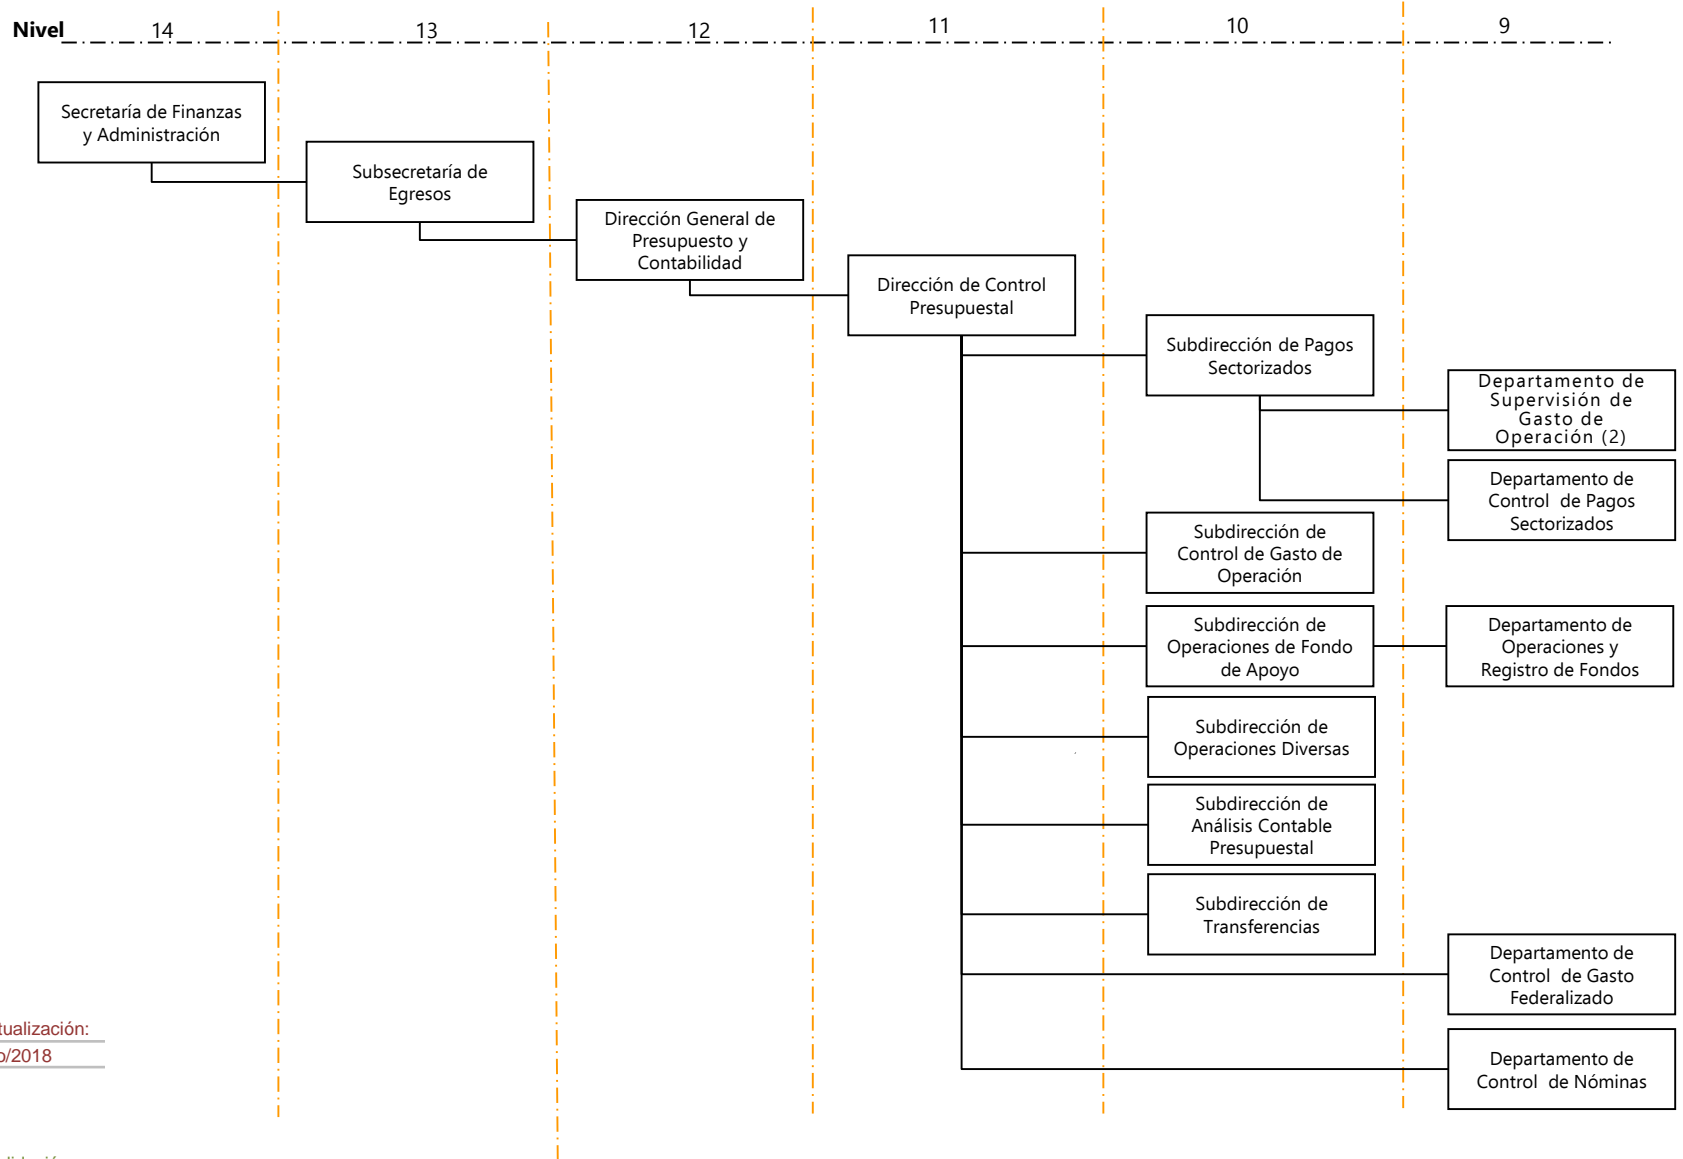 Nivel 14 13 12 11 10 9
Secretaría de Finanzas
y Administración
Subsecretaría de
Egresos
Dirección General de
Presupuesto y
Contabilidad
Dirección de Control
Presupuestal
Subdirección de Pagos
Sectorizados
Departamento de
Supervisión de
Gasto de
Operación (2)
Departamento de
Control de Pagos
Sectorizados
Subdirección de
Control de Gasto de
Operación
Subdirección de
Operaciones de Fondo
de Apoyo
Departamento de
Operaciones y
Registro de Fondos
Subdirección de
Operaciones Diversas
Subdirección de
Análisis Contable
Presupuestal
Subdirección de
Transferencias
Departamento de
Control de Gasto
Federalizado
Departamento de
Control de Nóminas
tualización:
o/2018